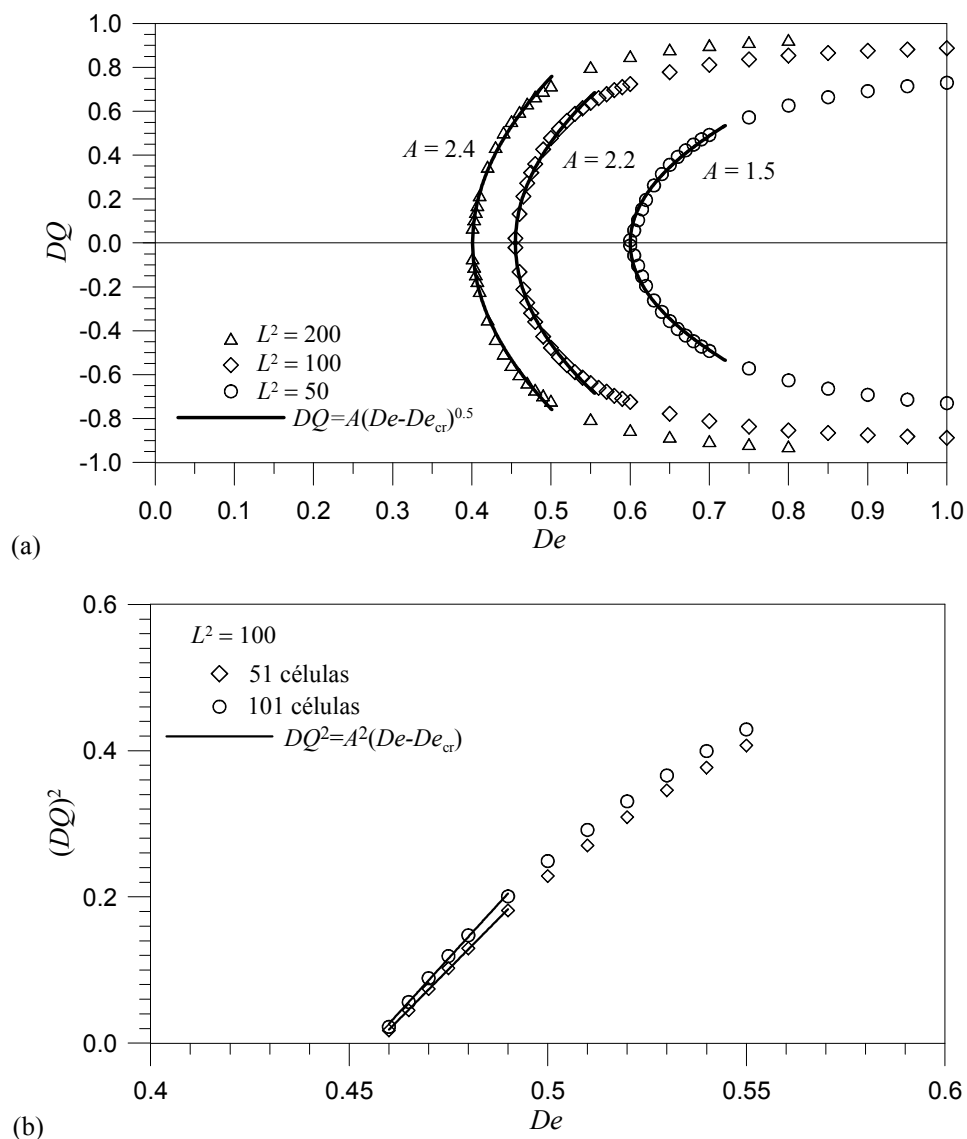 1.0
0.8
0.6
0.4
0.2
0.0
-0.2
-0.4
-0.6
-0.8
-1.0
DQ
A = 2.4
A = 2.2
A = 1.5
L² = 200
L² = 100
L² = 50
DQ=A(De-De_cr)^0.5
0.0 0.1 0.2 0.3 0.4 0.5 0.6 0.7 0.8 0.9 1.0
De
(a)
0.6
0.4
0.2
0.0
(DQ)²
L² = 100
51 células
101 células
DQ²=A²(De-De_cr)
0.4 0.45 0.5 0.55 0.6
De
(b)